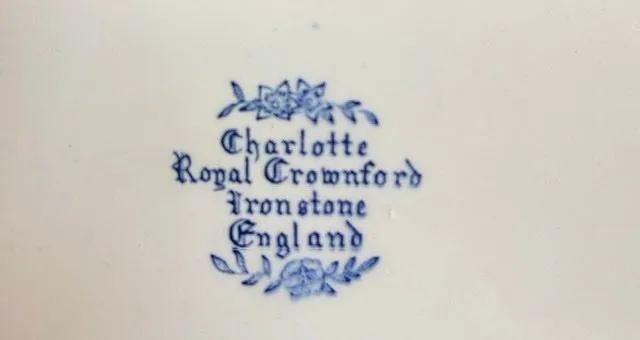 Charlotte
Royal Crownford
Ironstone
England